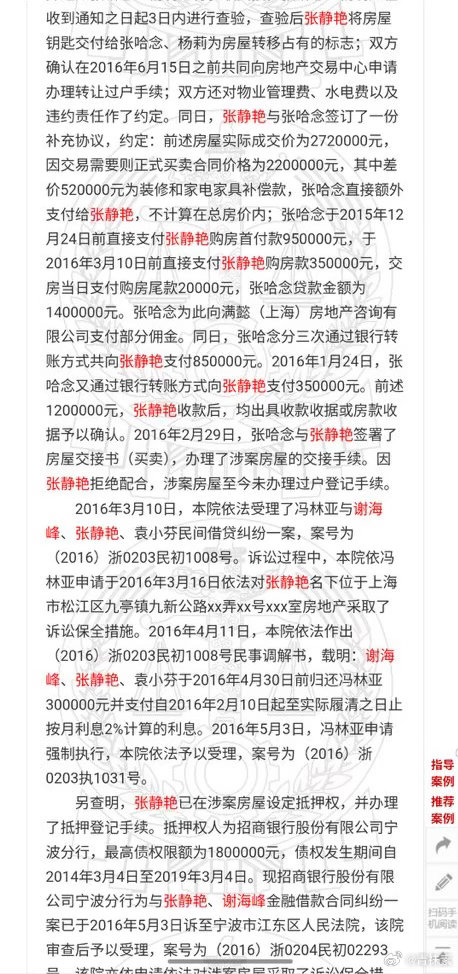 收到通知之日起3日内进行查验，查验后张静艳将房屋
钥匙交付给张哈念、杨莉为房屋转移占有的标志；双方
确认在2016年6月15日之前共同向房地产交易中心申请
办理转让过户手续；双方还对物业管理费、水电费以及
违约责任作了约定。同日，张静艳与张哈念签订了一份
补充协议，约定：前述房屋实际成交价为2720000元，
因交易需要则正式买卖合同价格为2200000元，其中差
价520000元为装修和家电家具补偿款，张哈念直接额外
支付给张静艳，不计算在总房价内；张哈念于2015年12
月24日前直接支付张静艳购房首付款950000元，于
2016年3月10日前直接支付张静艳购房款350000元，交
房当日支付购房尾款20000元，张哈念贷款金额为
1400000元。张哈念为此向满懿（上海）房地产咨询有
限公司支付部分佣金。同日，张哈念分三次通过银行转
账方式共向张静艳支付850000元。2016年1月24日，张
哈念又通过银行转账方式向张静艳支付350000元。前述
1200000元，张静艳收款后，均出具收款收据或房款收
据予以确认。2016年2月29日，张哈念与张静艳签署了
房屋交接书（买卖），办理了涉案房屋的交接手续。因
张静艳拒绝配合，涉案房屋至今未办理过户登记手续。
2016年3月10日，本院依法受理了冯林亚与谢海
峰、张静艳、袁小芬民间借贷纠纷一案，案号为
（2016）浙0203民初1008号。诉讼过程中，本院依冯
林亚申请于2016年3月16日依法对张静艳名下位于上海
市松江区九亭镇九新公路xx弄xx号xxx室房地产采取了
诉讼保全措施。2016年4月11日，本院依法作出
（2016）浙0203民初1008号民事调解书，载明：谢海
峰、张静艳、袁小芬于2016年4月30日前归还冯林亚
300000元并支付自2016年2月10日起至实际履清之日止
按月利息2%计算的利息。2016年5月3日，冯林亚申请
强制执行，本院依法予以受理，案号为（2016）浙
0203执1031号。
另查明，张静艳已在涉案房屋设定抵押权，并办理
了抵押登记手续。抵押权人为招商银行股份有限公司宁
波分行，最高债权限额为1800000元，债权发生期间自
2014年3月4日至2019年3月4日。现招商银行股份有限
公司宁波分行为与张静艳、谢海峰金融借款合同纠纷一
案已于2016年5月3日诉至宁波市江东区人民法院，该院
审查后予以受理，案号为（2016）浙0204民初02293
指导
案例
推荐
案例
扫码手
机阅读